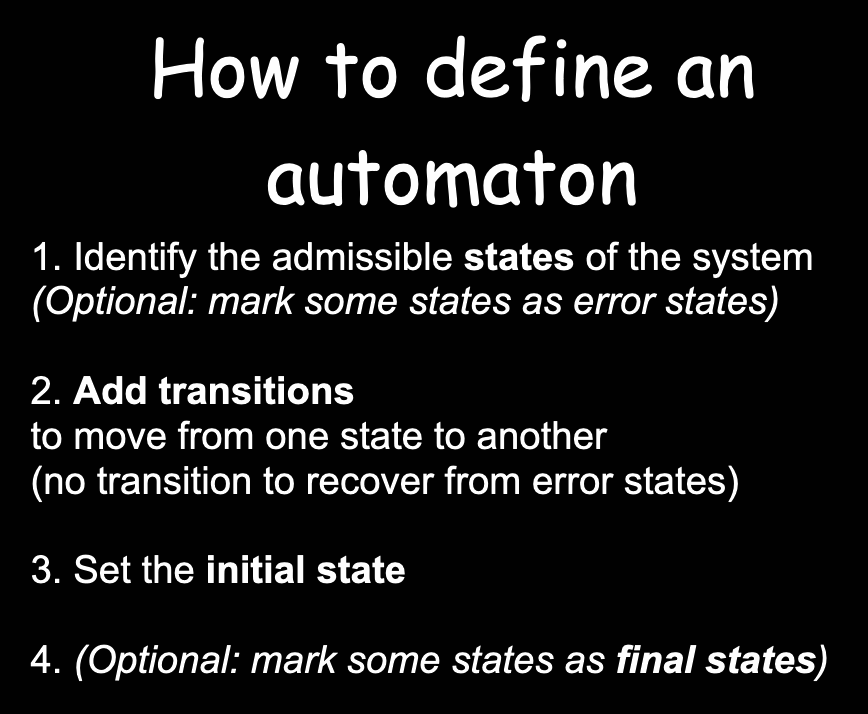 How to define an
automaton
1. Identify the admissible states of the system
(Optional: mark some states as error states)
2. Add transitions
to move from one state to another
(no transition to recover from error states)
3. Set the initial state
4. (Optional: mark some states as final states)